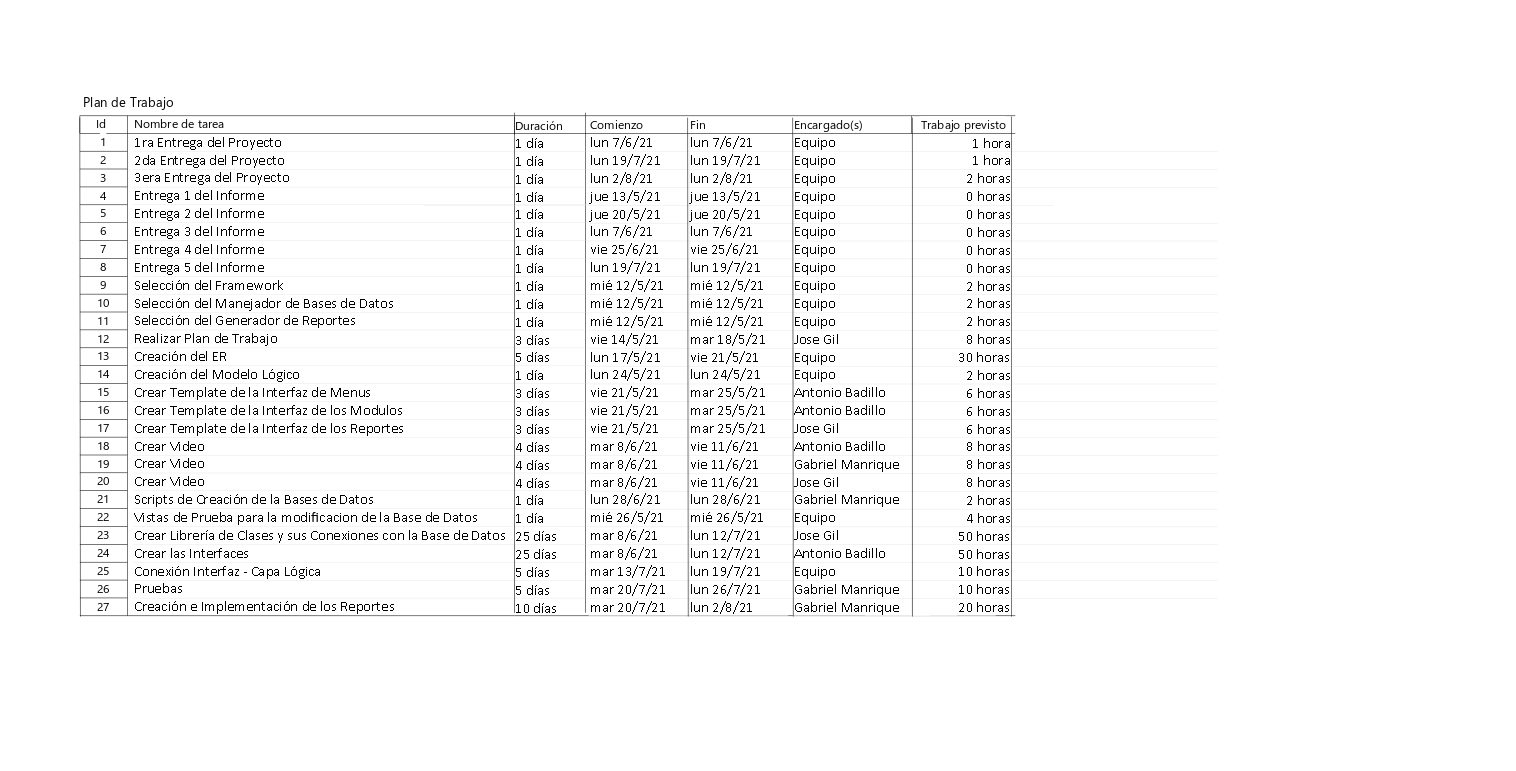 Plan de Trabajo
Id Nombre de tarea Duración Comienzo Fin Encargado(s) Trabajo previsto
1 1ra Entrega del Proyecto 1 día lun 7/6/21 lun 7/6/21 Equipo 1 hora
2 2da Entrega del Proyecto 1 día lun 19/7/21 lun 19/7/21 Equipo 1 hora
3 3era Entrega del Proyecto 1 día lun 2/8/21 lun 2/8/21 Equipo 2 horas
4 Entrega 1 del Informe 1 día jue 13/5/21 jue 13/5/21 Equipo 0 horas
5 Entrega 2 del Informe 1 día jue 20/5/21 jue 20/5/21 Equipo 0 horas
6 Entrega 3 del Informe 1 día lun 7/6/21 lun 7/6/21 Equipo 0 horas
7 Entrega 4 del Informe 1 día vie 25/6/21 vie 25/6/21 Equipo 0 horas
8 Entrega 5 del Informe 1 día lun 19/7/21 lun 19/7/21 Equipo 0 horas
9 Selección del Framework 1 día mié 12/5/21 mié 12/5/21 Equipo 2 horas
10 Selección del Manejador de Bases de Datos 1 día mié 12/5/21 mié 12/5/21 Equipo 2 horas
11 Selección del Generador de Reportes 1 día mié 12/5/21 mié 12/5/21 Equipo 2 horas
12 Realizar Plan de Trabajo 3 días vie 14/5/21 mar 18/5/21 Jose Gil 8 horas
13 Creación del ER 5 días lun 17/5/21 vie 21/5/21 Equipo 30 horas
14 Creación del Modelo Lógico 1 día lun 24/5/21 lun 24/5/21 Equipo 2 horas
15 Crear Template de la Interfaz de Menus 3 días vie 21/5/21 mar 25/5/21 Antonio Badillo 6 horas
16 Crear Template de la Interfaz de los Modulos 3 días vie 21/5/21 mar 25/5/21 Antonio Badillo 6 horas
17 Crear Template de la Interfaz de los Reportes 3 días vie 21/5/21 mar 25/5/21 Jose Gil 6 horas
18 Crear Video 4 días mar 8/6/21 vie 11/6/21 Antonio Badillo 8 horas
19 Crear Video 4 días mar 8/6/21 vie 11/6/21 Gabriel Manrique 8 horas
20 Crear Video 4 días mar 8/6/21 vie 11/6/21 Jose Gil 8 horas
21 Scripts de Creación de la Bases de Datos 1 día lun 28/6/21 lun 28/6/21 Gabriel Manrique 2 horas
22 Vistas de Prueba para la modificacion de la Base de Datos 1 día mié 26/5/21 mié 26/5/21 Equipo 4 horas
23 Crear Librería de Clases y sus Conexiones con la Base de Datos 25 días mar 8/6/21 lun 12/7/21 Jose Gil 50 horas
24 Crear las Interfaces 25 días mar 8/6/21 lun 12/7/21 Antonio Badillo 50 horas
25 Conexión Interfaz - Capa Lógica 5 días mar 13/7/21 lun 19/7/21 Equipo 10 horas
26 Pruebas 5 días mar 20/7/21 lun 26/7/21 Gabriel Manrique 10 horas
27 Creación e Implementación de los Reportes 10 días mar 20/7/21 lun 2/8/21 Gabriel Manrique 20 horas